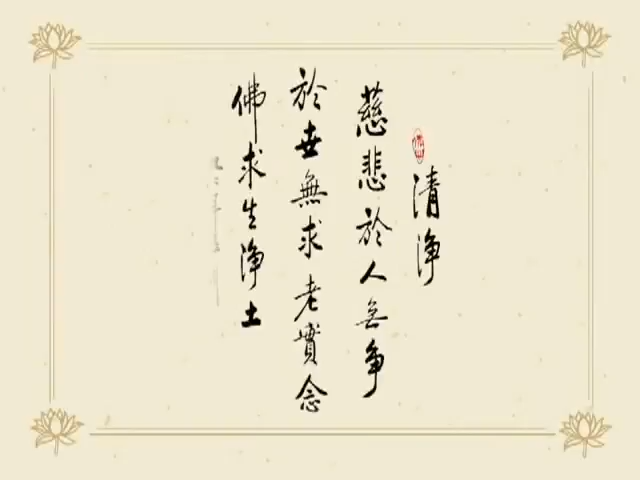 清淨
慈悲於人無爭
於世無求老實念
佛求生淨土